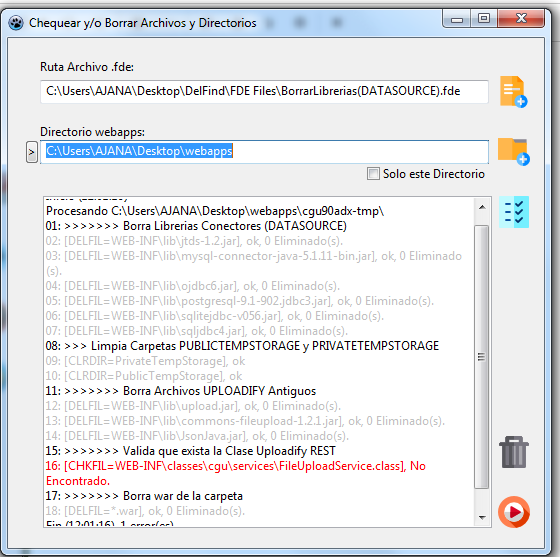 Chequear y/o Borrar Archivos y Directorios
Ruta Archivo .fde:
C:\Users\AJANA\Desktop\DelFind\FDE Files\BorrarLibrerias(DATASOURCE).fde
Directorio webapps:
>
C:\Users\AJANA\Desktop\webapps
Solo este Directorio
Procesando C:\Users\AJANA\Desktop\webapps\cgu90adx-tmp\
01: >>>>>>> Borra Librerias Conectores (DATASOURCE)
02: [DELFIL=WEB-INF\lib\jtds-1.2.jar], ok, 0 Eliminado(s).
03: [DELFIL=WEB-INF\lib\mysql-connector-java-5.1.11-bin.jar], ok, 0 Eliminado
(s).
04: [DELFIL=WEB-INF\lib\ojdbc6.jar], ok, 0 Eliminado(s).
05: [DELFIL=WEB-INF\lib\postgresql-9.1-902.jdbc3.jar], ok, 0 Eliminado(s).
06: [DELFIL=WEB-INF\lib\sqlitejdbc-v056.jar], ok, 0 Eliminado(s).
07: [DELFIL=WEB-INF\lib\sqljdbc4.jar], ok, 0 Eliminado(s).
08: >>> Limpia Carpetas PUBLICTEMPSTORAGE y PRIVATETEMPSTORAGE
09: [CLRDIR=PrivateTempStorage], ok
10: [CLRDIR=PublicTempStorage], ok
11: >>>>>>> Borra Archivos UPLOADIFY Antiguos
12: [DELFIL=WEB-INF\lib\upload.jar], ok, 0 Eliminado(s).
13: [DELFIL=WEB-INF\lib\commons-fileupload-1.2.1.jar], ok, 0 Eliminado(s).
14: [DELFIL=WEB-INF\lib\JsonJava.jar], ok, 0 Eliminado(s).
15: >>>>>>> Valida que exista la Clase Uploadify REST
16: [CHKFIL=WEB-INF\classes\cgu\services\FileUploadService.class], No
Encontrado.
17: >>>>>>> Borra war de la carpeta
18: [DELFIL=*.war], ok, 0 Eliminado(s).
Fin (12:01:16), 1 error(es)